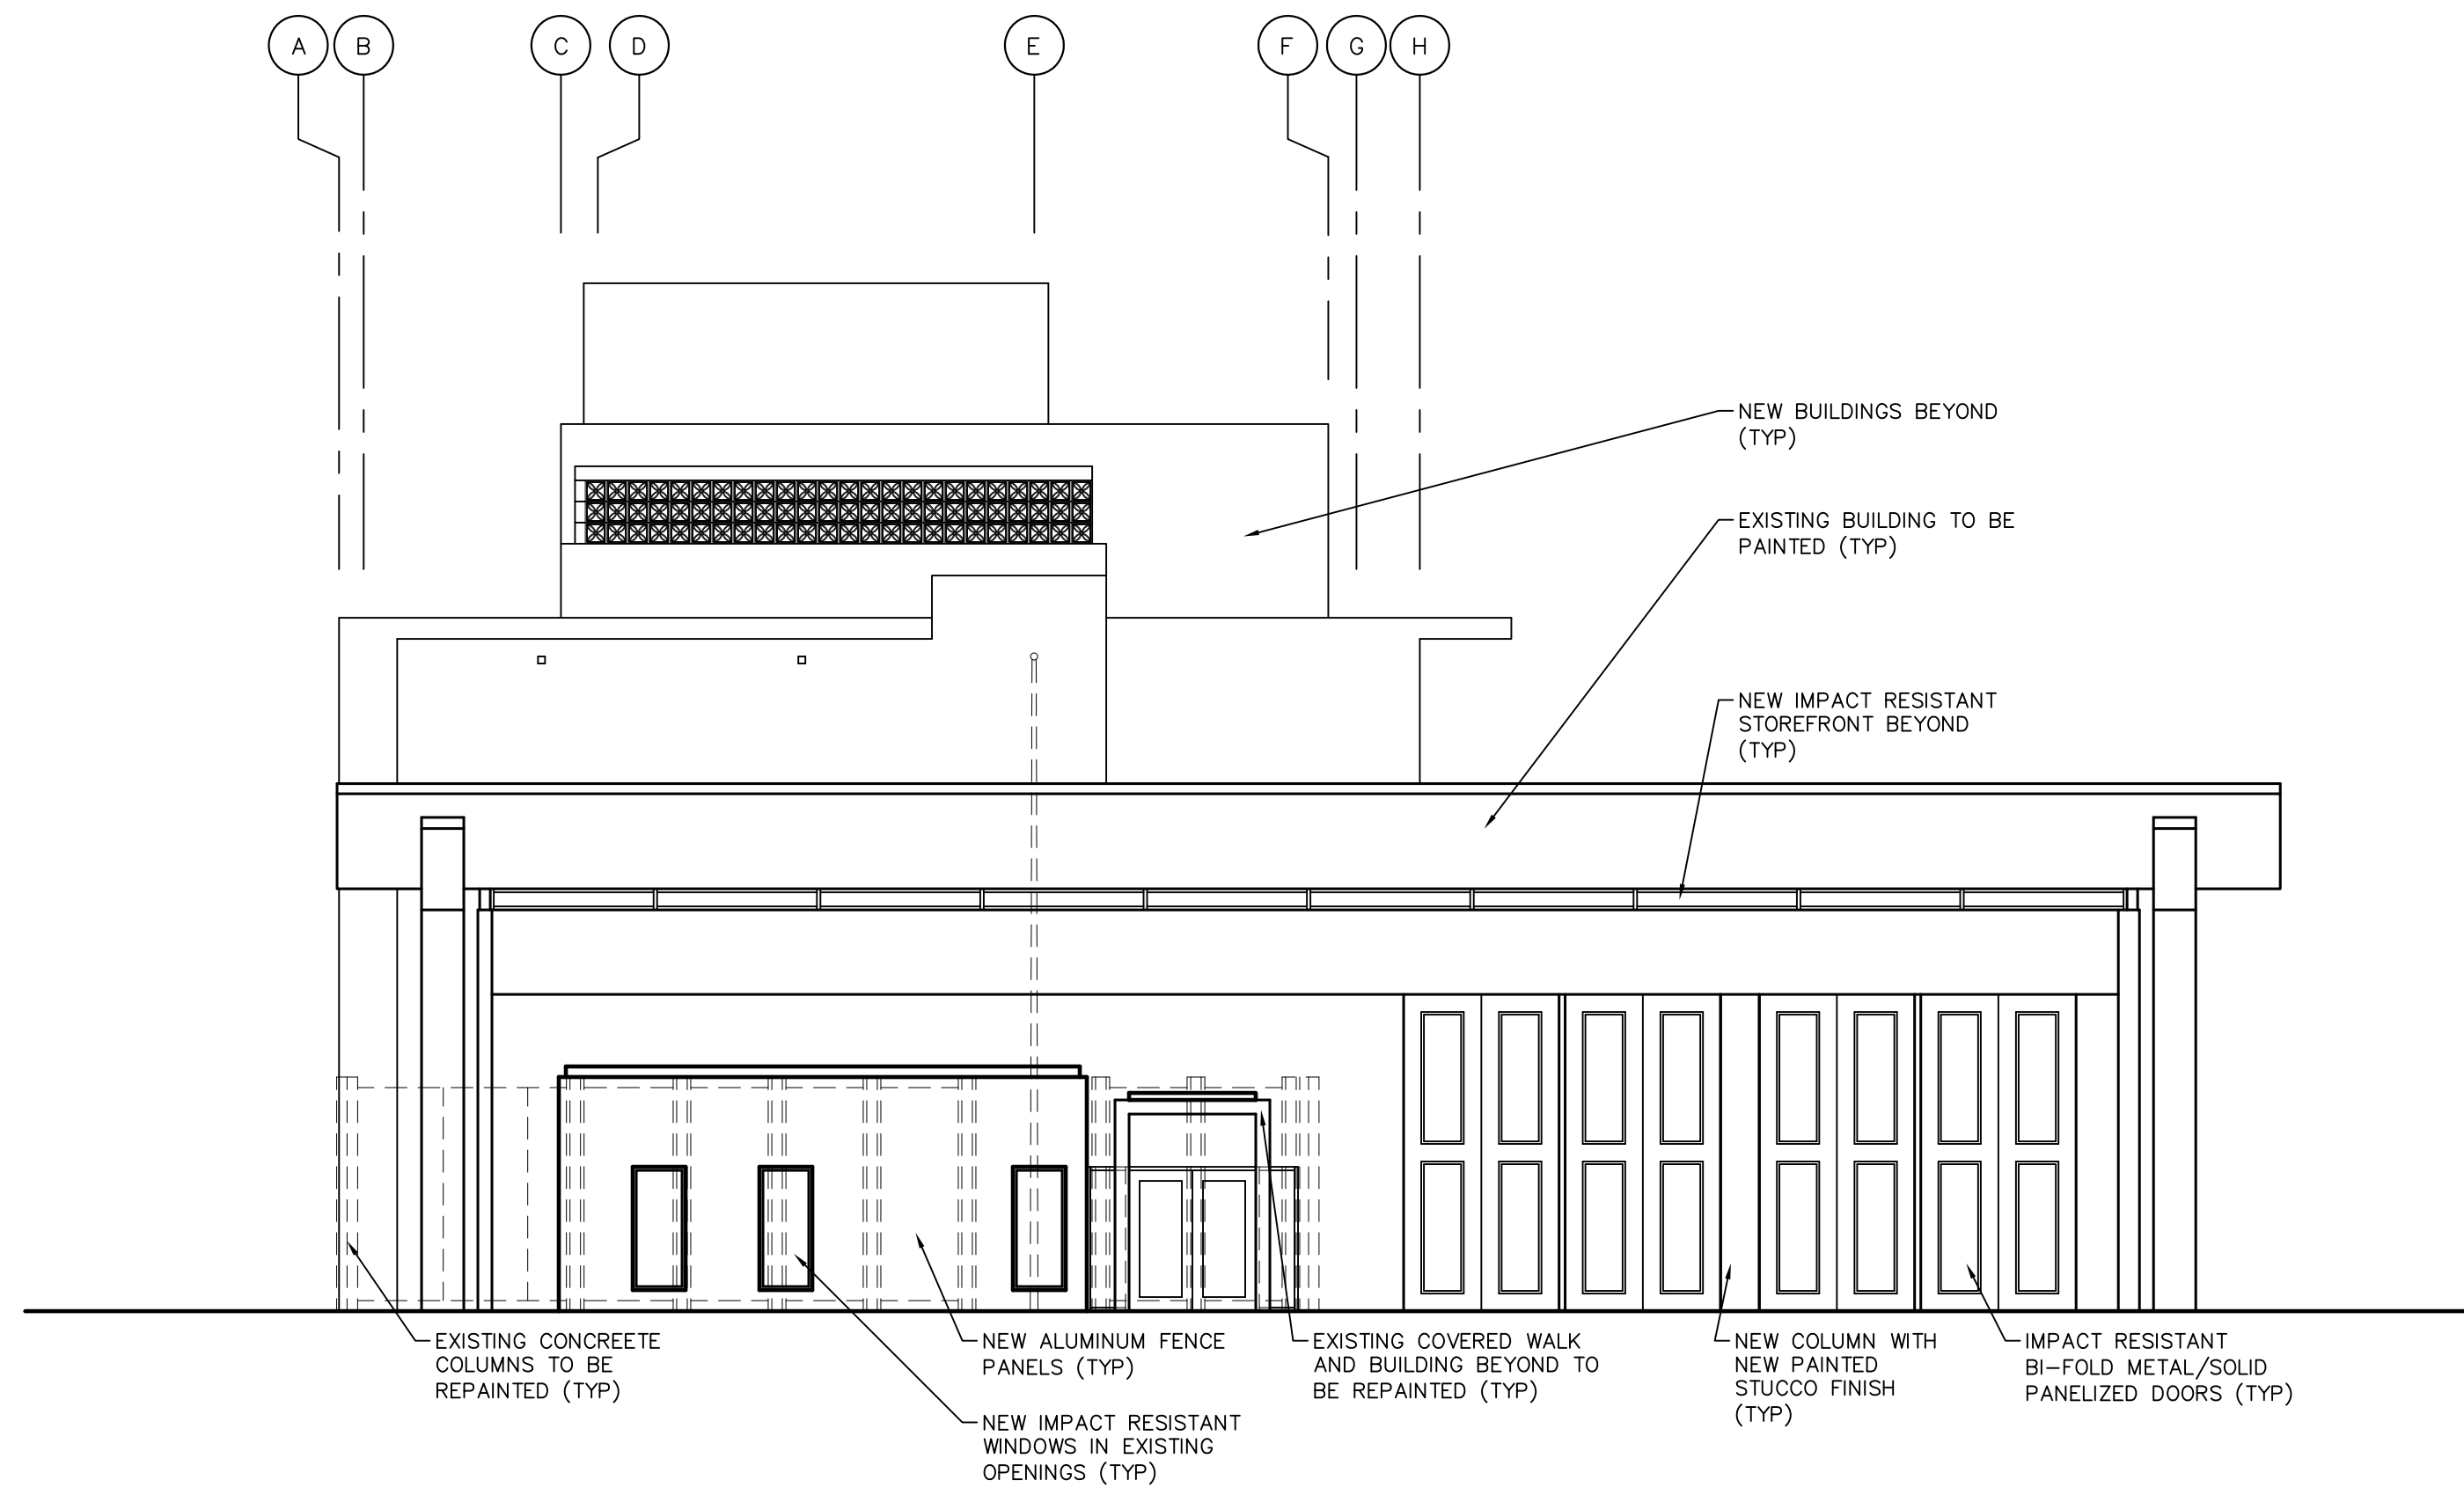 A B C D E F G H
NEW BUILDINGS BEYOND
(TYP)
EXISTING BUILDING TO BE
PAINTED (TYP)
NEW IMPACT RESISTANT
STOREFRONT BEYOND
(TYP)
EXISTING CONCREETE
COLUMNS TO BE
REPAINTED (TYP)
NEW ALUMINUM FENCE
PANELS (TYP)
NEW IMPACT RESISTANT
WINDOWS IN EXISTING
OPENINGS (TYP)
EXISTING COVERED WALK
AND BUILDING BEYOND TO
BE REPAINTED (TYP)
NEW COLUMN WITH
NEW PAINTED
STUCCO FINISH
(TYP)
IMPACT RESISTANT
BI-FOLD METAL/SOLID
PANELIZED DOORS (TYP)